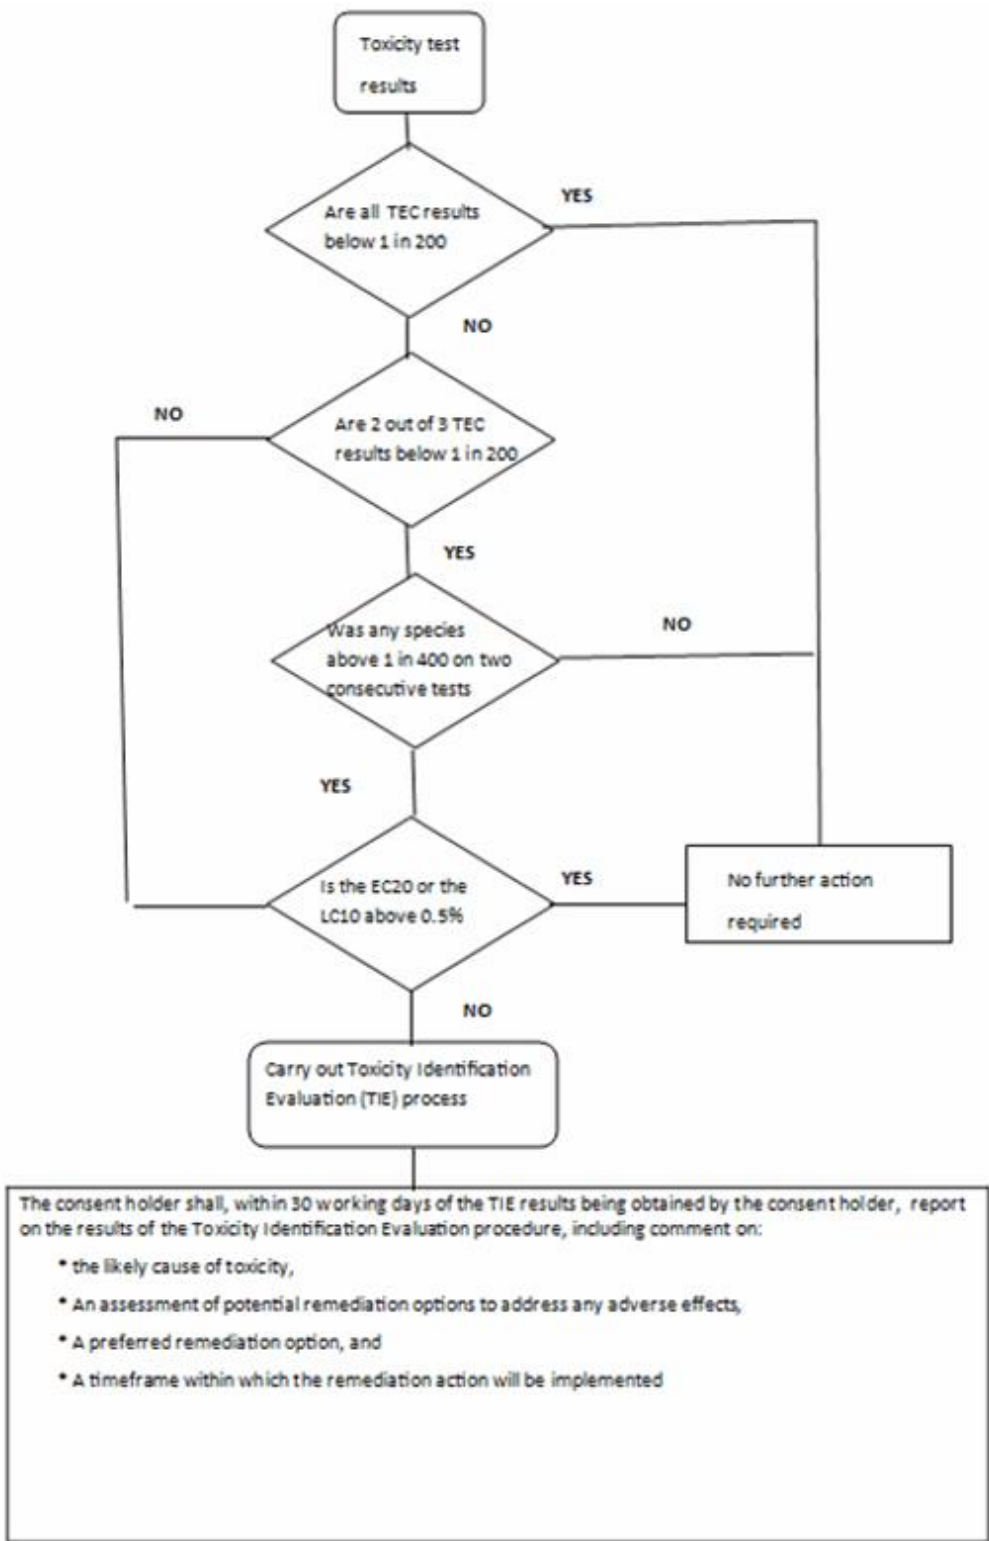 Toxicity test
results
YES
Are all TEC results
below 1 in 200
NO
NO
Are 2 out of 3 TEC
results below 1 in 200
YES
Was any species
above 1 in 400 on two
consecutive tests
NO
YES
Is the EC20 or the
LC10 above 0.5%
YES
No further action
required
NO
Carry out Toxicity Identification
Evaluation (TIE) process
The consent holder shall, within 30 working days of the TIE results being obtained by the consent holder, report
on the results of the Toxicity Identification Evaluation procedure, including comment on:
* the likely cause of toxicity,
* An assessment of potential remediation options to address any adverse effects,
* A preferred remediation option, and
* A timeframe within which the remediation action will be implemented